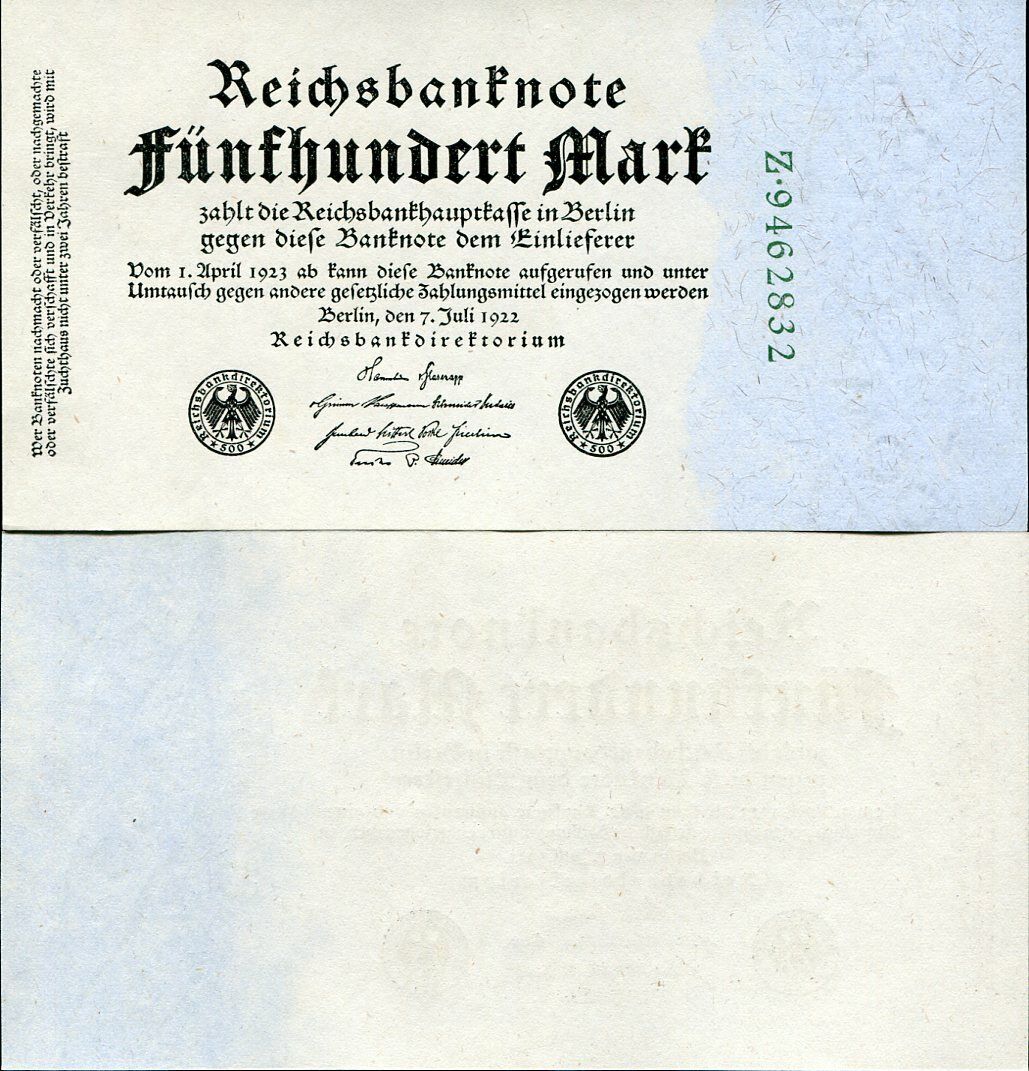 Reichsbanknote
Fünfhundert Mark
zahlt die Reichsbankhauptkasse in Berlin
gegen diese Banknote dem Einlieferer
Vom 1. April 1923 ab kann diese Banknote aufgerufen und unter
Umtausch gegen andere gesetzliche Zahlungsmittel eingezogen werden
Berlin, den 7. Juli 1922
Reichsbankdirektorium
Reichsbankdirektorium
★ 500 ★
Reichsbankdirektorium
★ 500 ★
Wer Banknoten nachmacht oder verfälscht, oder nachgemachte
oder verfälschte sich verschafft und in Verkehr bringt, wird mit
Zuchthaus nicht unter zwei Jahren bestraft
Z·9462832